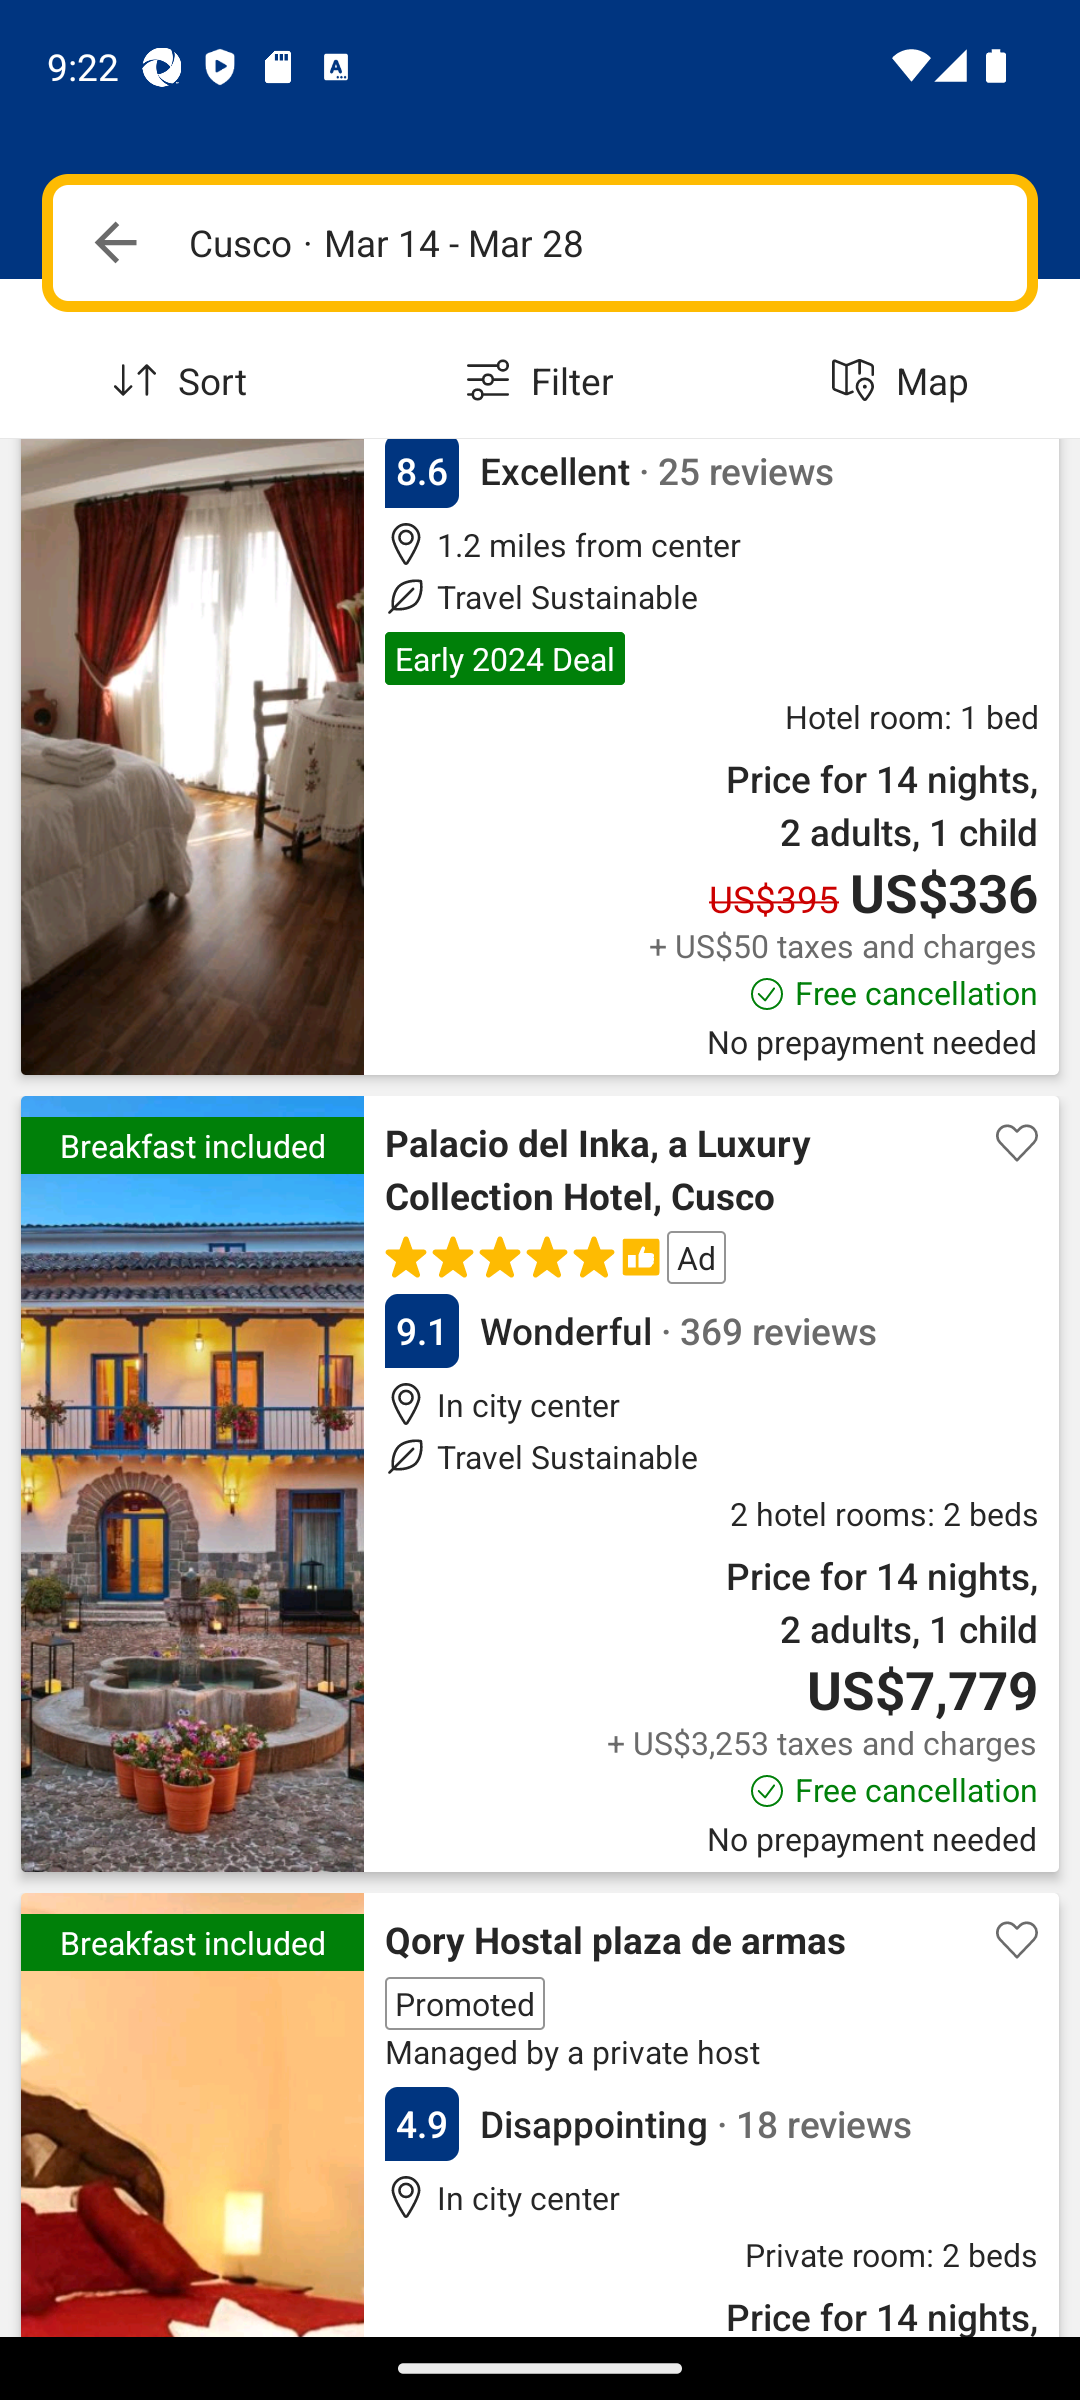 9:22
Cusco · Mar 14 - Mar 28
Sort
Filter
Map
8.6 Excellent · 25 reviews
1.2 miles from center
Travel Sustainable
Early 2024 Deal
Hotel room: 1 bed
Price for 14 nights,
2 adults, 1 child
US$395 US$336
+ US$50 taxes and charges
Free cancellation
No prepayment needed
Breakfast included
Palacio del Inka, a Luxury
Collection Hotel, Cusco
Ad
9.1 Wonderful · 369 reviews
In city center
Travel Sustainable
2 hotel rooms: 2 beds
Price for 14 nights,
2 adults, 1 child
US$7,779
+ US$3,253 taxes and charges
Free cancellation
No prepayment needed
Breakfast included
Qory Hostal plaza de armas
Promoted
Managed by a private host
4.9 Disappointing · 18 reviews
In city center
Private room: 2 beds
Price for 14 nights,